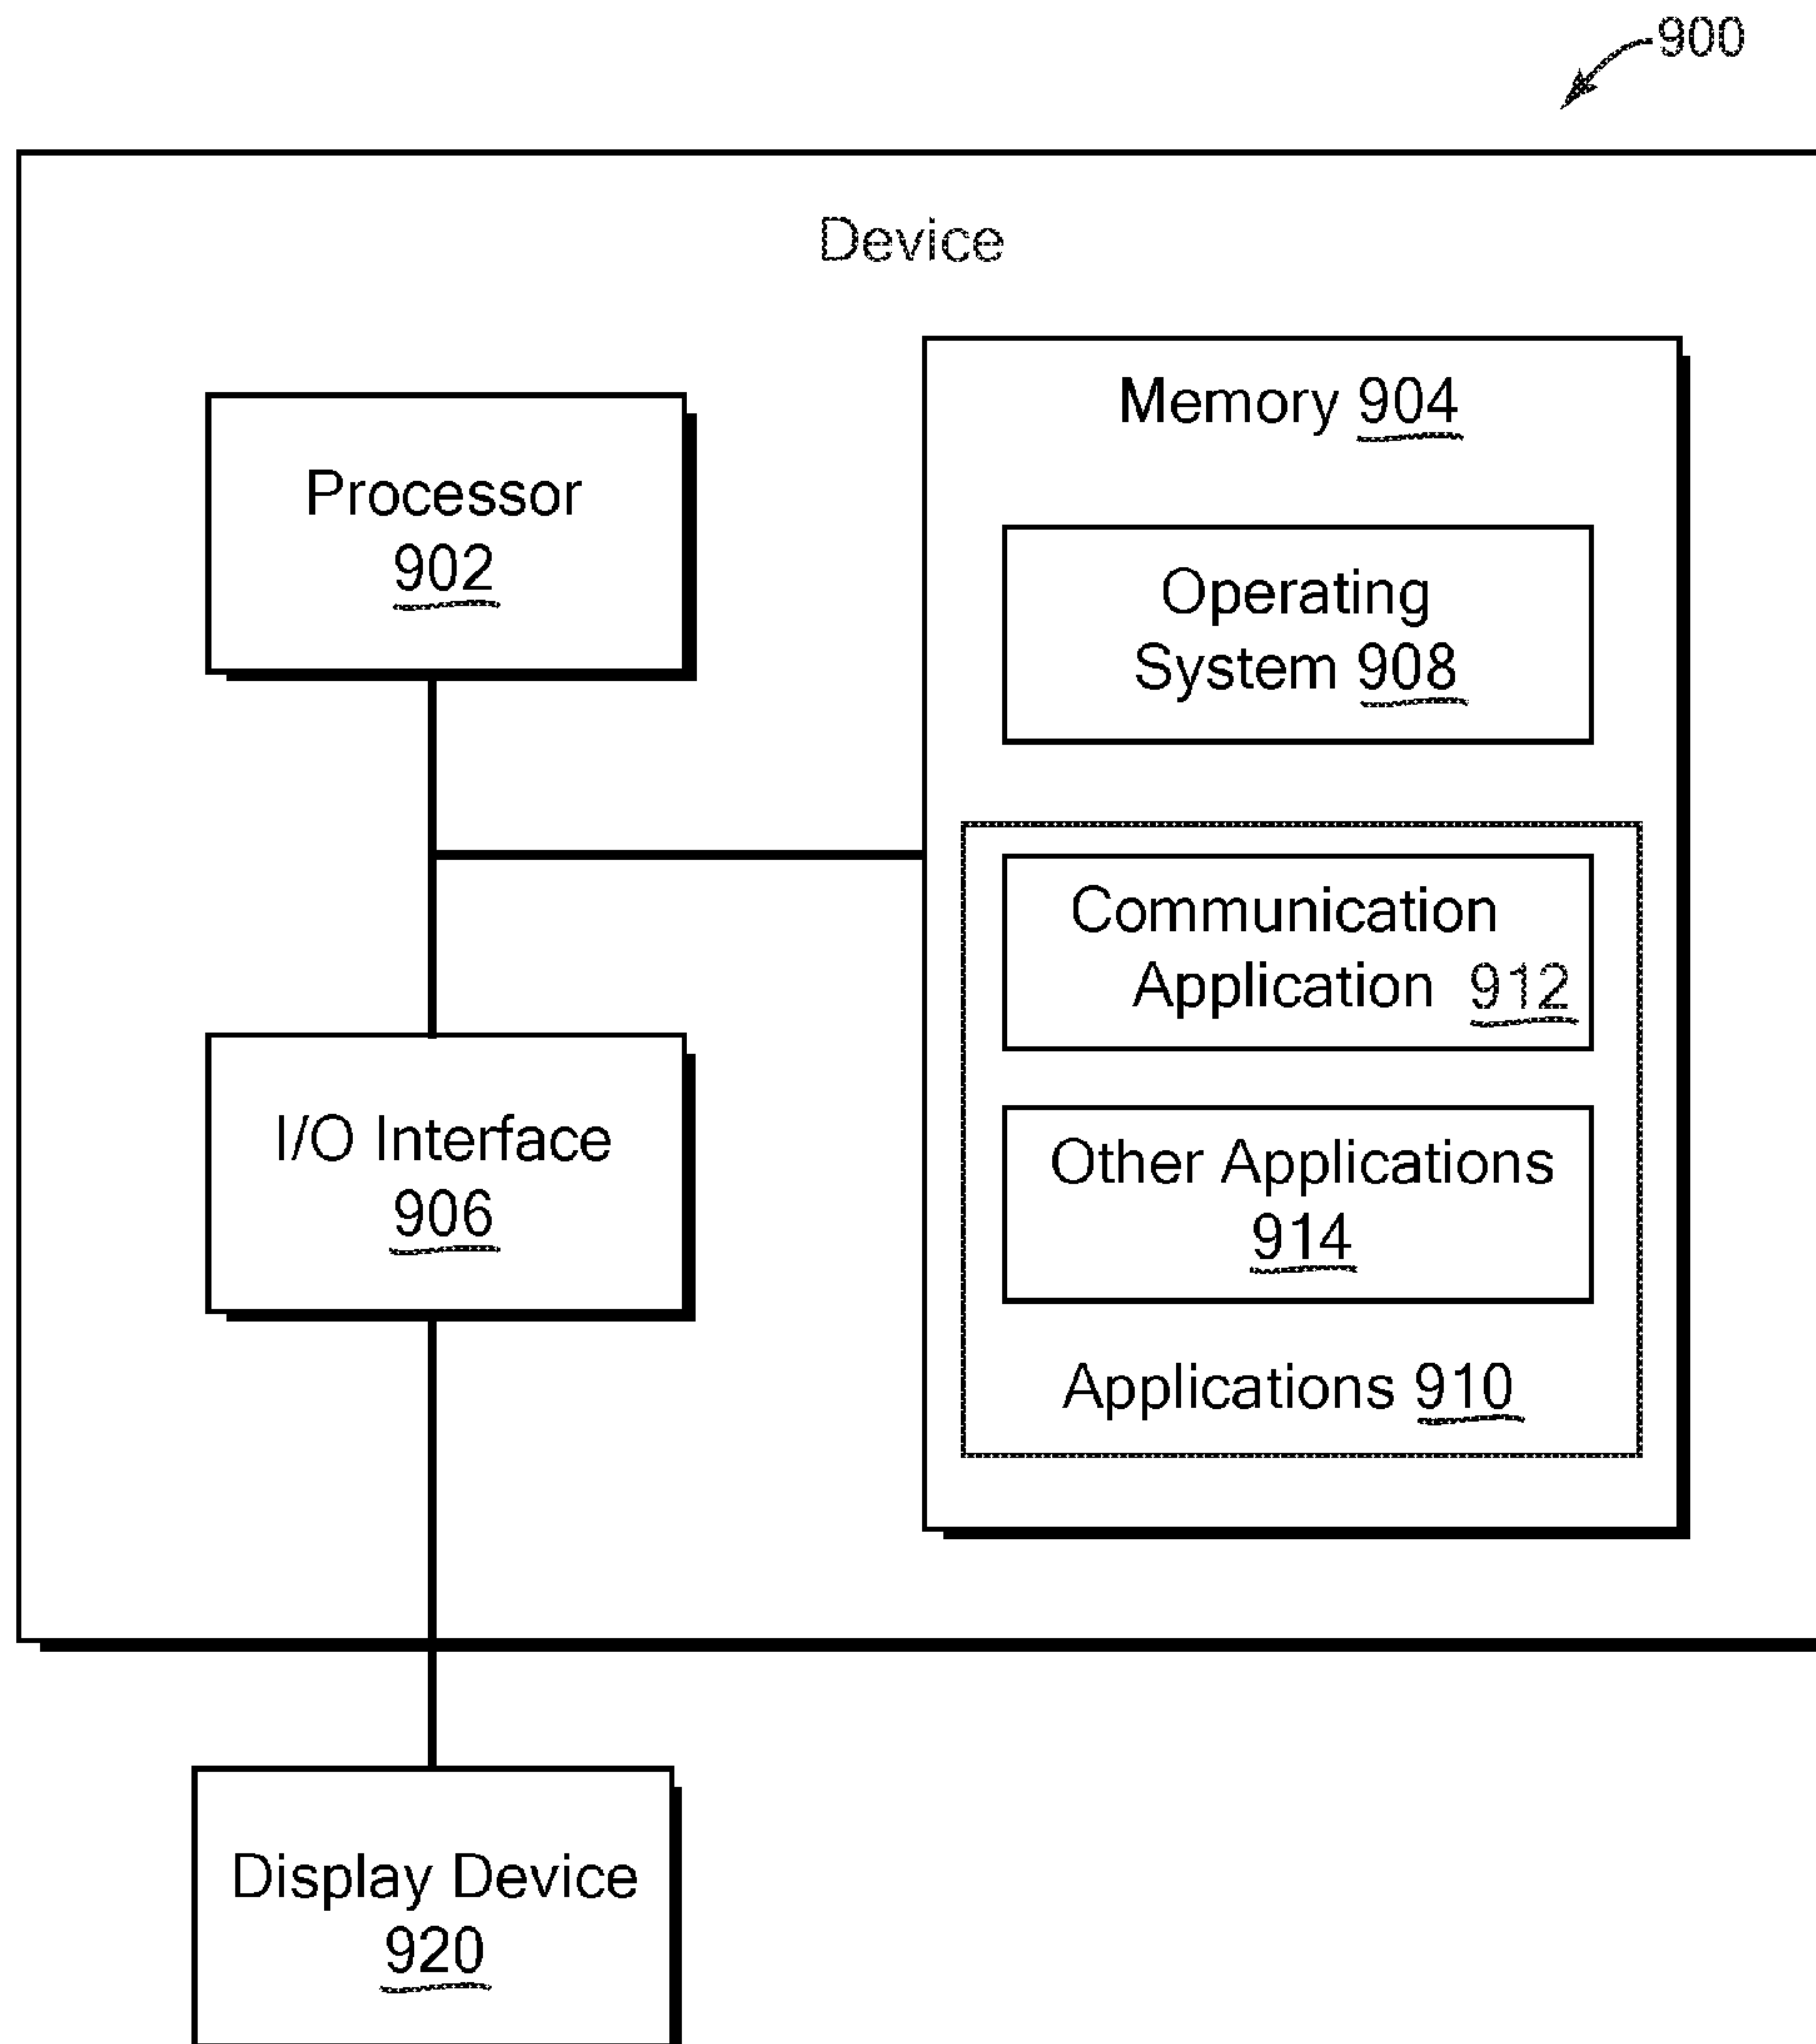 900
Device
Processor
902
Memory 904
Operating
System 908
Communication
Application 912
Other Applications
914
Applications 910
I/O Interface
906
Display Device
920